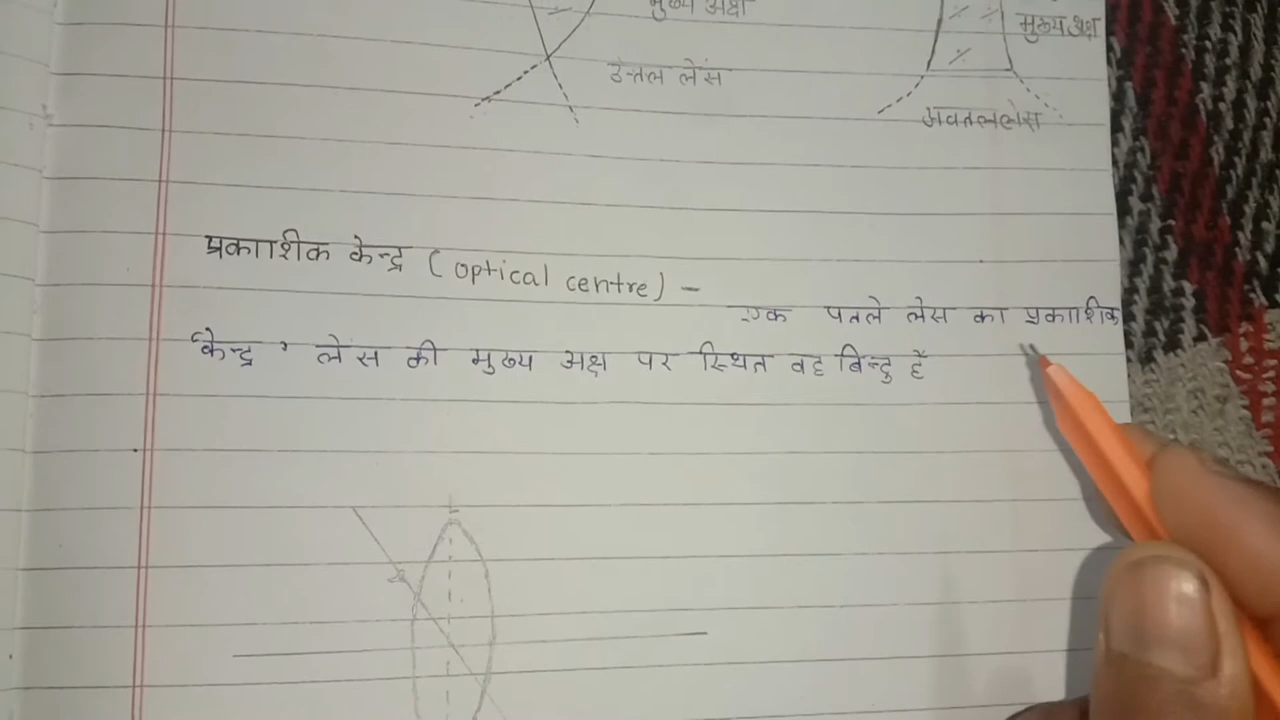 मुख्य अक्ष
मुख्य अक्ष
उत्तल लेंस
अवतल लेंस
प्रकाशीक केन्द्र (optical centre) -
एक पतले लेंस का प्रकाशिक
केन्द्र, लेंस की मुख्य अक्ष पर स्थित वह बिन्दु हैं